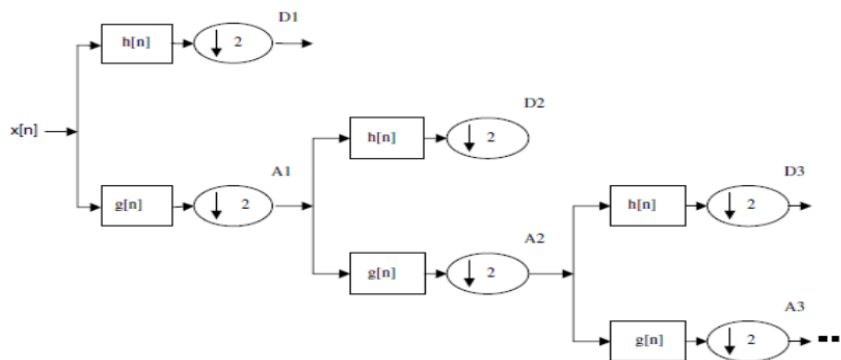 D1
h[n] 2
D2
x[n] h[n] 2
A1 D3
g[n] 2 h[n] 2
A2
g[n] 2
A3
g[n] 2